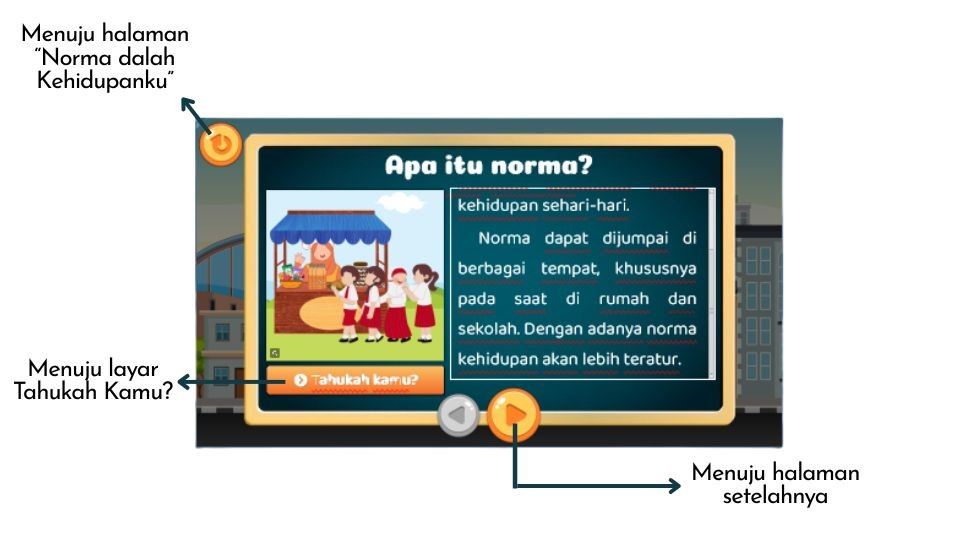 Menuju halaman
“Norma dalah
Kehidupanku”
Apa itu norma?
kehidupan sehari-hari.
Norma dapat dijumpai di
berbagai tempat, khususnya
pada saat di rumah dan
sekolah. Dengan adanya norma
kehidupan akan lebih teratur.
Menuju layar
Tahukah Kamu?
Tahukah kamu?
Menuju halaman
setelahnya